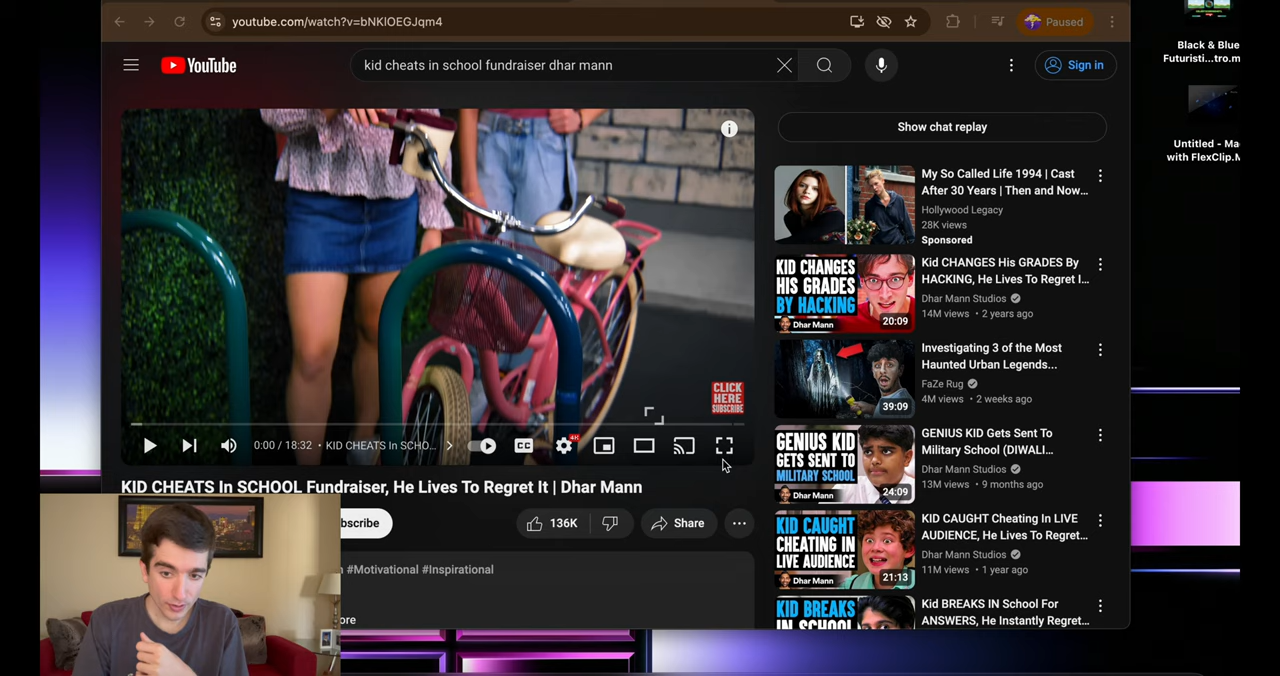 youtube.com/watch?v=bNKIOEGJqm4
Paused
YouTube
kid cheats in school fundraiser dhar mann
Sign in
Black & Blue
Futuristi...tro.m
Untitled - Ma
with FlexClip.M
Show chat replay
CLICK
HERE
SUBSCRIBE
0:00 / 18:32 • KID CHEATS In SCHO...
CC
4K
KID CHEATS In SCHOOL Fundraiser, He Lives To Regret It | Dhar Mann
bscribe
136K
Share
n #Motivational #Inspirational
ore
My So Called Life 1994 | Cast
After 30 Years | Then and Now...
Hollywood Legacy
28K views
Sponsored
KID CHANGES
HIS GRADES
BY HACKING
Dhar Mann
20:09
Kid CHANGES His GRADES By
HACKING, He Lives To Regret I...
Dhar Mann Studios
14M views • 2 years ago
39:09
Investigating 3 of the Most
Haunted Urban Legends...
FaZe Rug
4M views • 2 weeks ago
GENIUS KID
GETS SENT TO
MILITARY SCHOOL
Dhar Mann
24:09
GENIUS KID Gets Sent To
Military School (DIWALI...
Dhar Mann Studios
13M views • 9 months ago
KID CAUGHT
CHEATING IN
LIVE AUDIENCE
Dhar Mann
21:13
KID CAUGHT Cheating In LIVE
AUDIENCE, He Lives To Regret...
Dhar Mann Studios
11M views • 1 year ago
KID BREAKS
IN SCHOOL
Kid BREAKS IN School For
ANSWERS, He Instantly Regret...